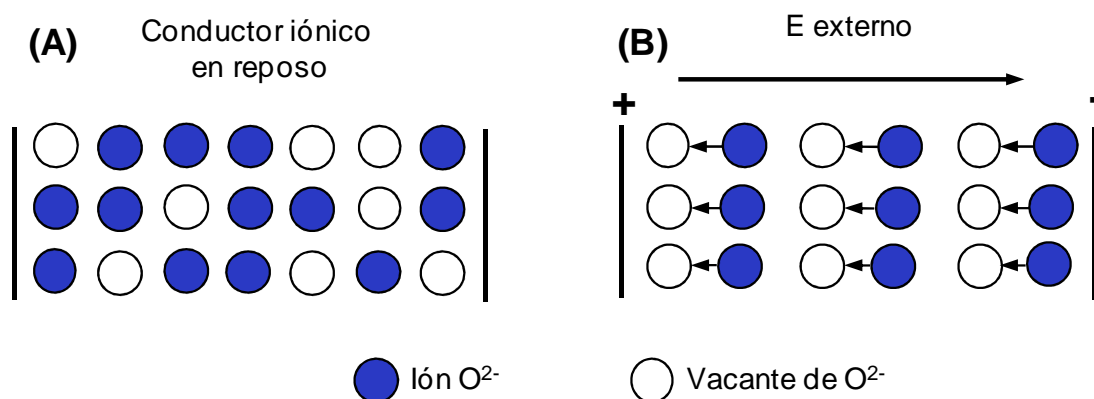 (A)
Conductor iónico
en reposo
(B)
E externo
+
Ión O²⁻
Vacante de O²⁻